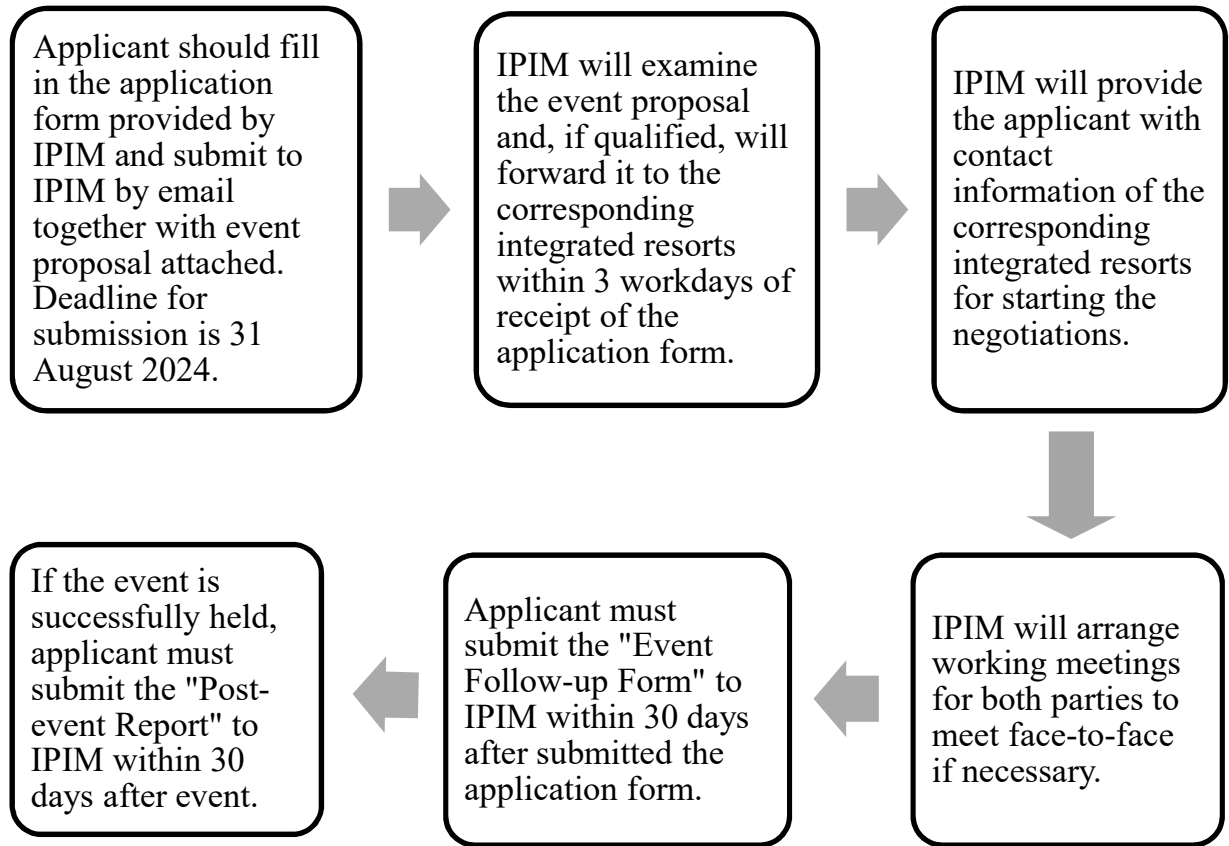 Applicant should fill
in the application
form provided by
IPIM and submit to
IPIM by email
together with event
proposal attached.
Deadline for
submission is 31
August 2024.
IPIM will examine
the event proposal
and, if qualified, will
forward it to the
corresponding
integrated resorts
within 3 workdays of
receipt of the
application form.
IPIM will provide
the applicant with
contact
information of the
corresponding
integrated resorts
for starting the
negotiations.
IPIM will arrange
working meetings
for both parties to
meet face-to-face
if necessary.
Applicant must
submit the "Event
Follow-up Form" to
IPIM within 30 days
after submitted the
application form.
If the event is
successfully held,
applicant must
submit the "Post-
event Report" to
IPIM within 30
days after event.